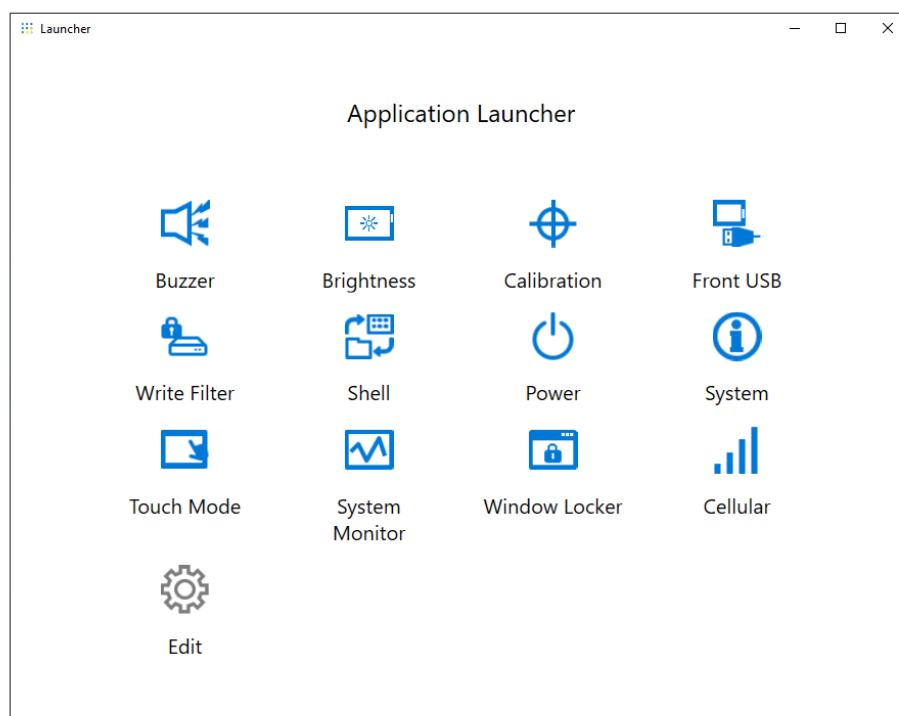 Launcher
Application Launcher
Buzzer
Brightness
Calibration
Front USB
Write Filter
Shell
Power
System
Touch Mode
System
Monitor
Window Locker
Cellular
Edit